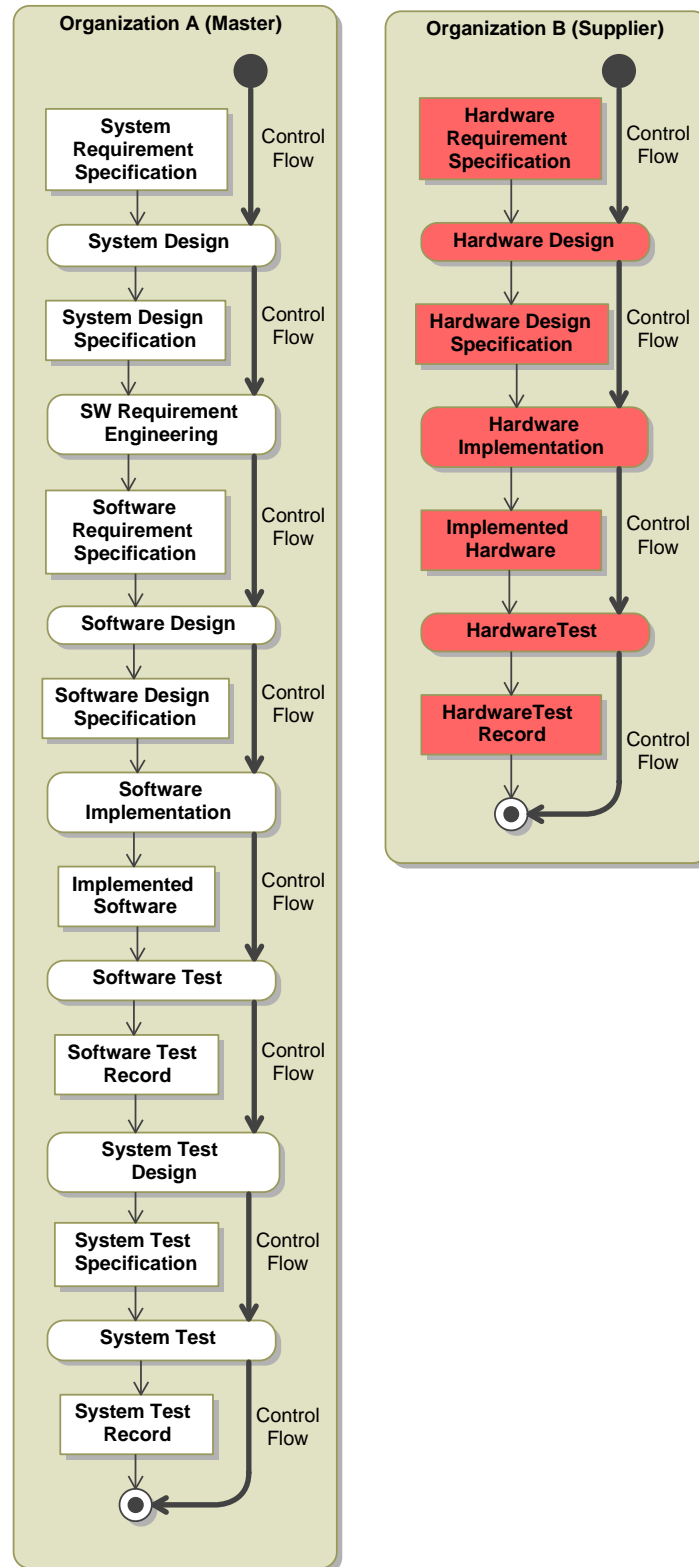 Organization A (Master)
System
Requirement
Specification
Control
Flow
System Design
System Design
Specification
Control
Flow
SW Requirement
Engineering
Software
Requirement
Specification
Control
Flow
Software Design
Software Design
Specification
Control
Flow
Software
Implementation
Implemented
Software
Control
Flow
Software Test
Software Test
Record
Control
Flow
System Test
Design
System Test
Specification
Control
Flow
System Test
System Test
Record
Control
Flow
Organization B (Supplier)
Hardware
Requirement
Specification
Control
Flow
Hardware Design
Hardware Design
Specification
Control
Flow
Hardware
Implementation
Implemented
Hardware
Control
Flow
HardwareTest
HardwareTest
Record
Control
Flow